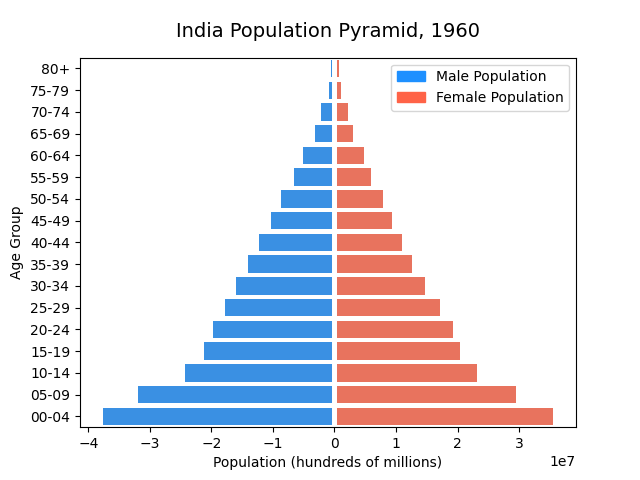 India Population Pyramid, 1960
Male Population
Female Population
Age Group
80+
75-79
70-74
65-69
60-64
55-59
50-54
45-49
40-44
35-39
30-34
25-29
20-24
15-19
10-14
05-09
00-04
−4 −3 −2 −1 0 1 2 3
1e7
Population (hundreds of millions)